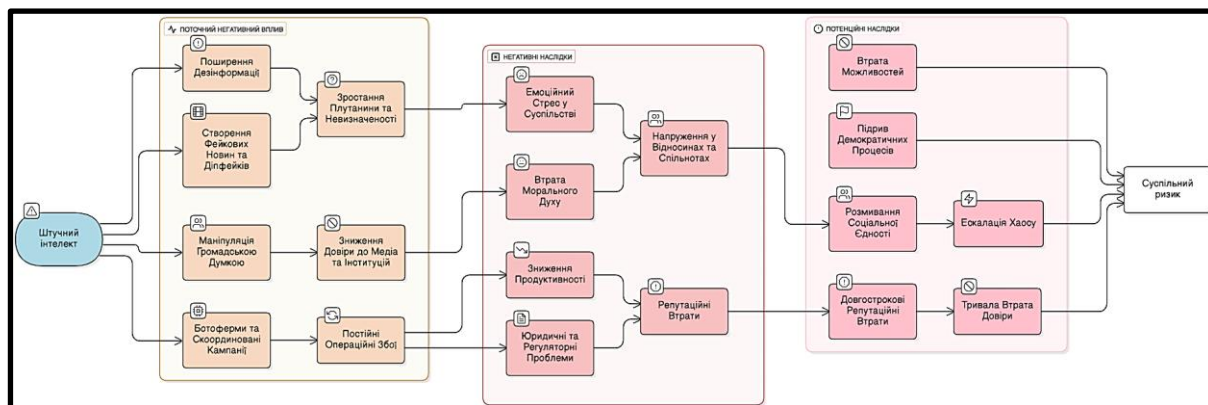 ПОТОЧНИЙ НЕГАТИВНИЙ ВПЛИВ
НЕГАТИВНІ НАСЛІДКИ
ПОТЕНЦІЙНІ НАСЛІДКИ
Штучний
інтелект
Поширення
Дезінформації
Створення
Фейкових
Новин та
Діпфейків
Маніпуляція
Громадською
Думкою
Ботоферми та
Скоординовані
Кампанії
Зростання
Плутанини та
Невизначеності
Зниження
Довіри до Медіа
та Інституцій
Постійні
Операційні Збої
Емоційний
Стрес у
Суспільстві
Втрата
Морального
Духу
Зниження
Продуктивності
Юридичні та
Регуляторні
Проблеми
Напруження у
Відносинах та
Спільнотах
Репутаційні
Втрати
Втрата
Можливостей
Підрив
Демократичних
Процесів
Розмивання
Соціальної
Єдності
Довгострокові
Репутаційні
Втрати
Ескалація Хаосу
Тривала Втрата
Довіри
Суспільний
ризик